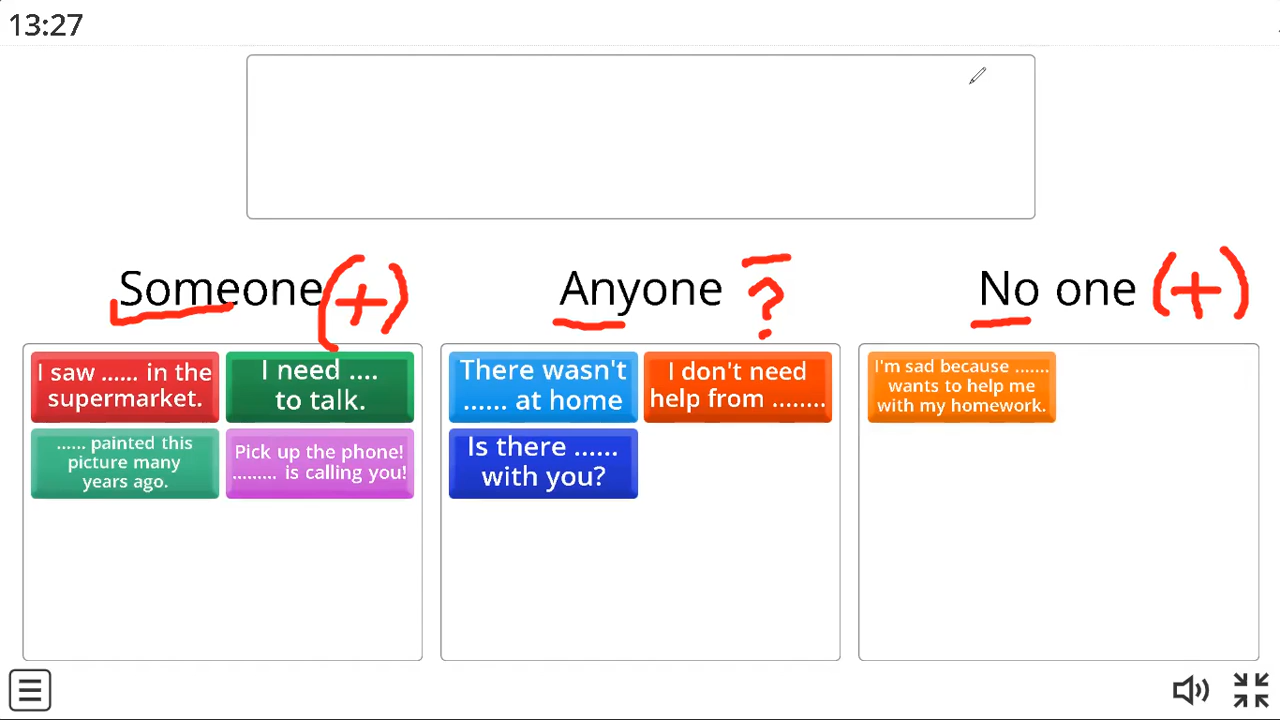 13:27
Someone (+)
Anyone — ?
No one (+)
I saw ...... in the
supermarket.
I need ....
to talk.
...... painted this
picture many
years ago.
Pick up the phone!
......... is calling you!
There wasn't
...... at home
I don't need
help from ........
Is there ......
with you?
I'm sad because .......
wants to help me
with my homework.